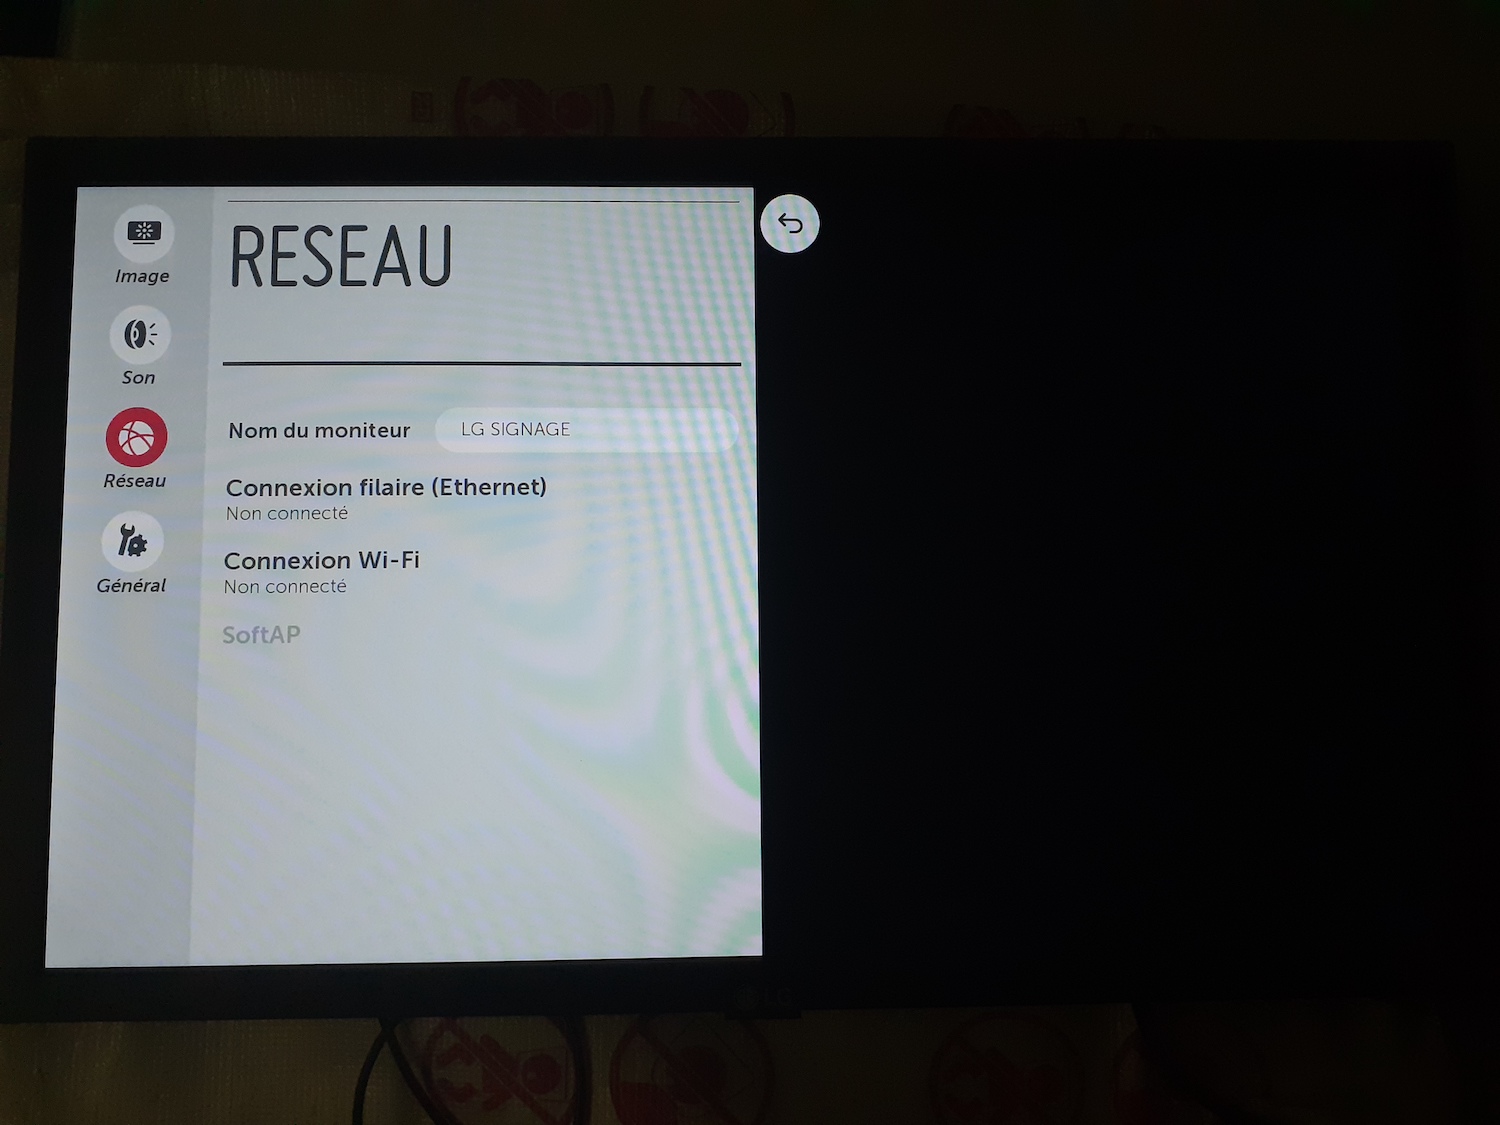 RESEAU
Image
Son
Réseau
Général
Nom du moniteur LG SIGNAGE
Connexion filaire (Ethernet)
Non connecté
Connexion Wi-Fi
Non connecté
SoftAP
LG